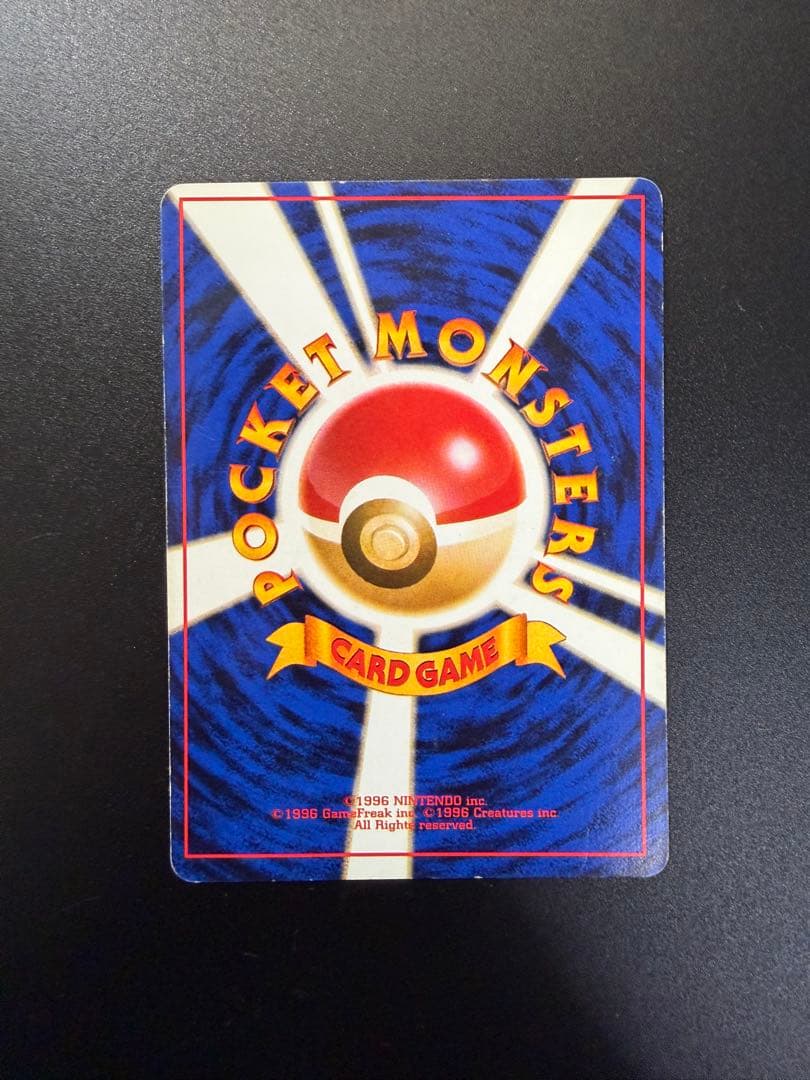 POCKET MONSTERS
CARD GAME
©1996 NINTENDO inc.
©1996 GameFreak inc. ©1996 Creatures inc.
All Rights reserved.